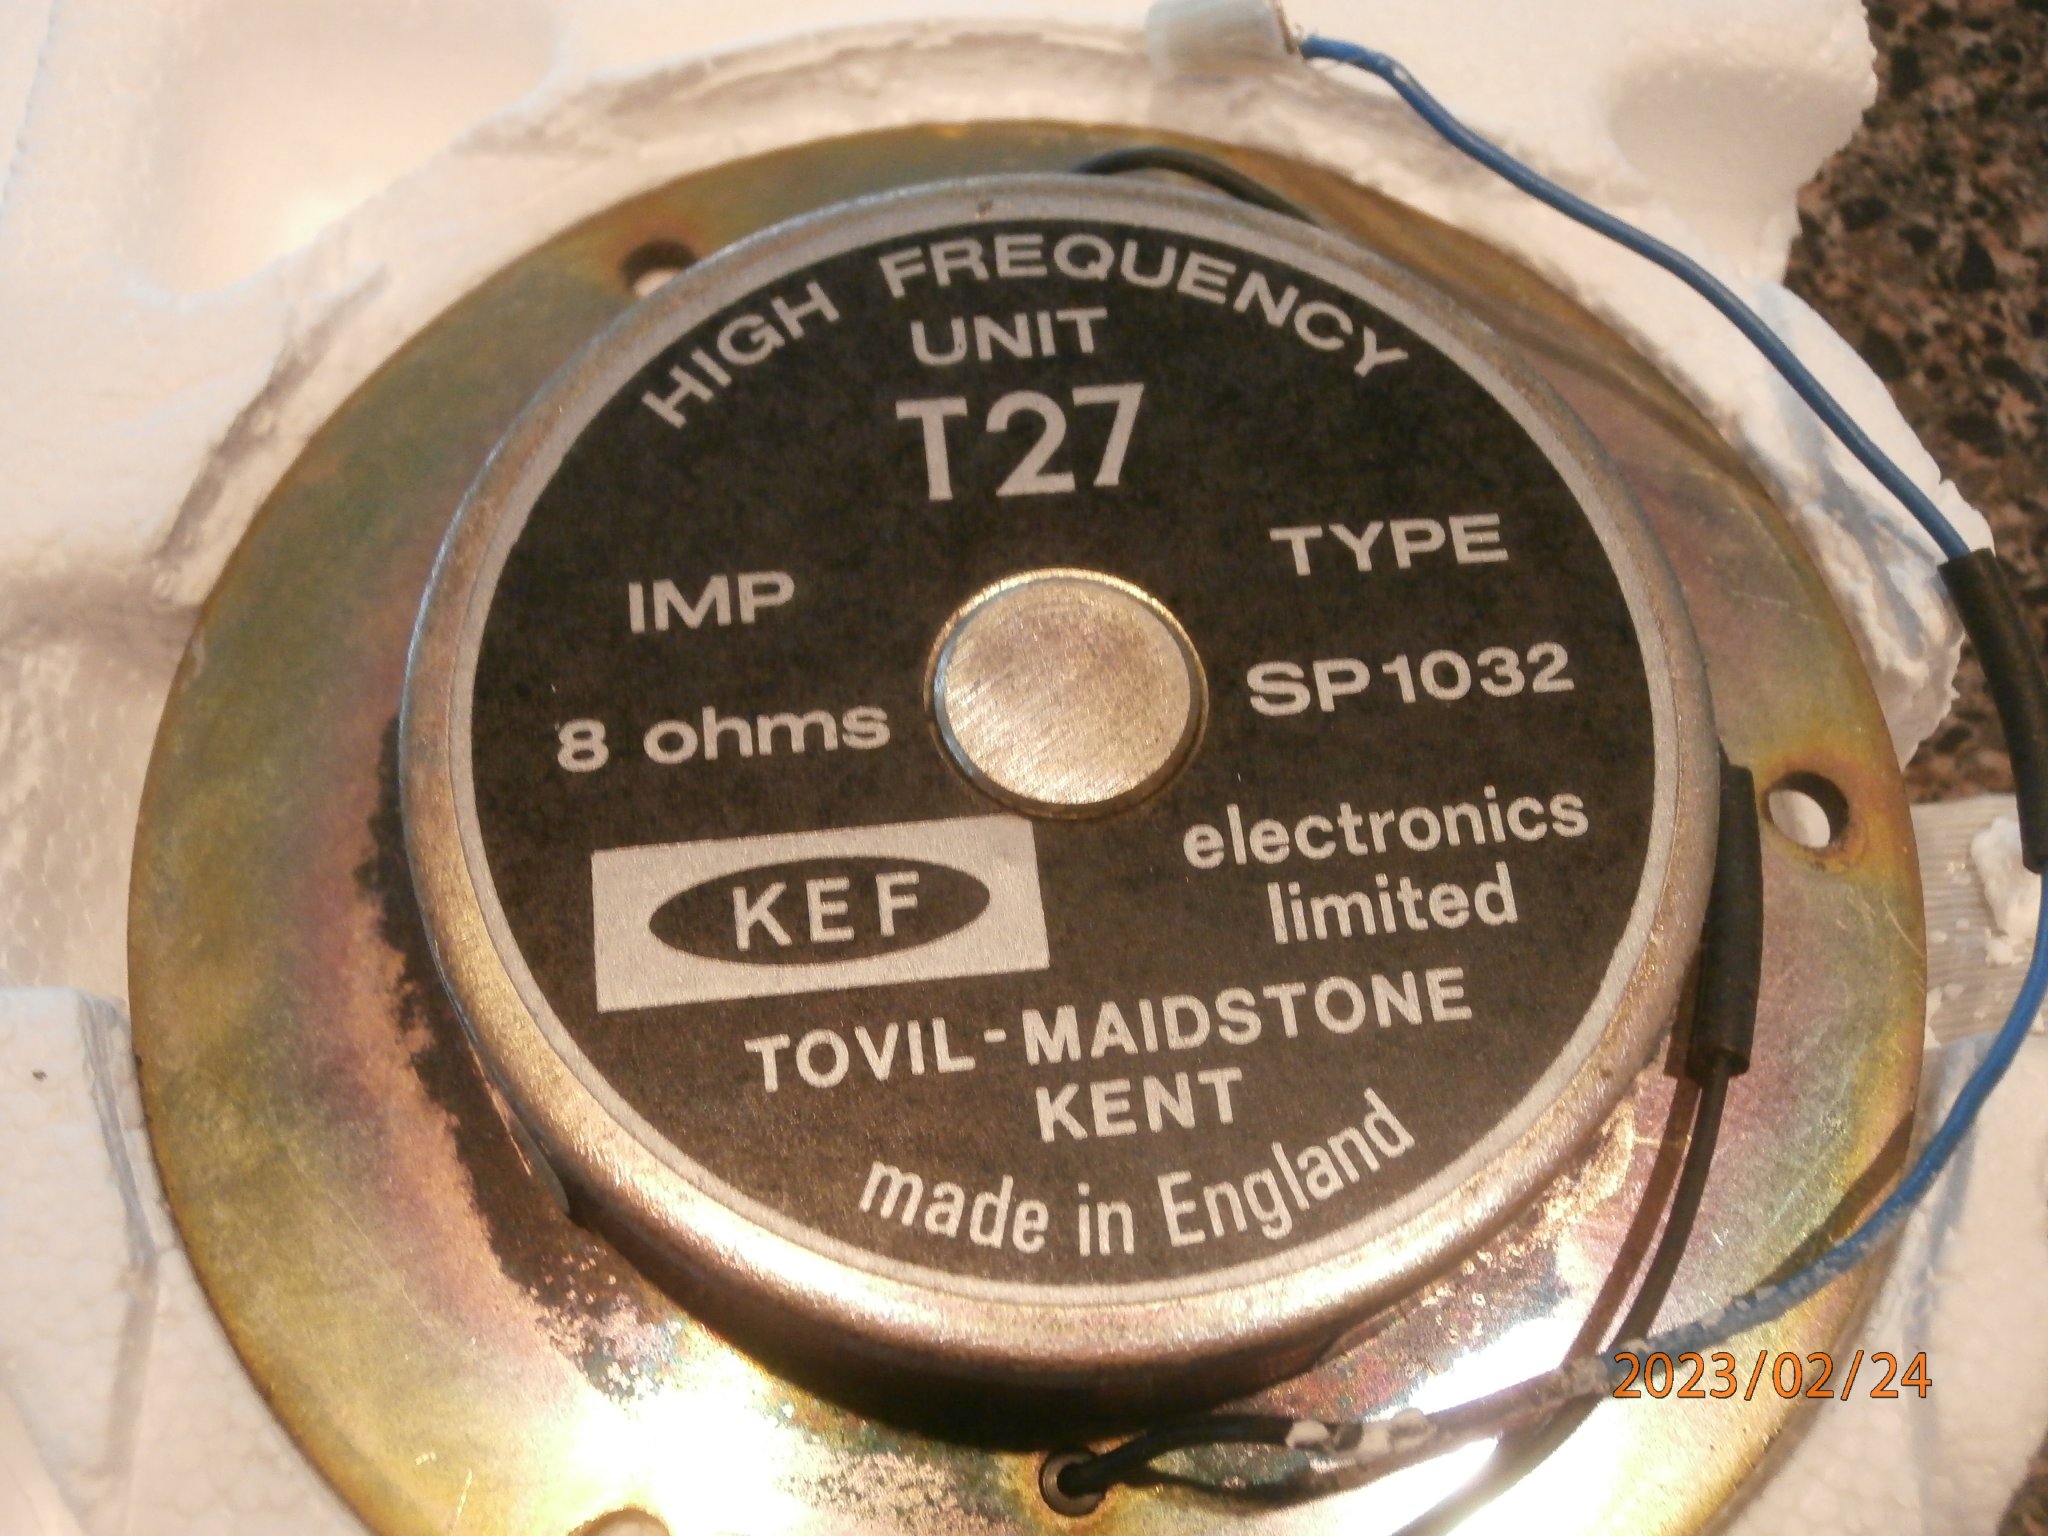 HIGH FREQUENCY
UNIT
T27
IMP
8 ohms
TYPE
SP1032
KEF
electronics
limited
TOVIL-MAIDSTONE
KENT
made in England
2023/02/24